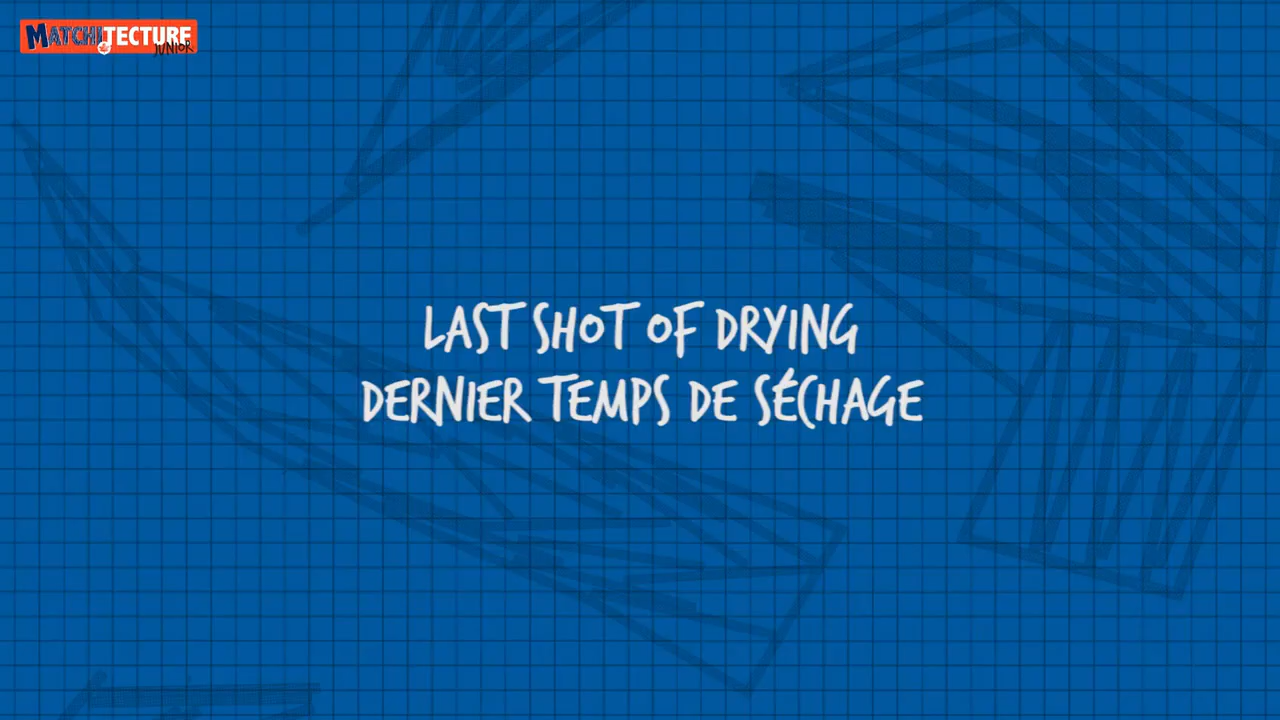 MATCHITECTURE
JUNIOR
LAST SHOT OF DRYING
DERNIER TEMPS DE SÉCHAGE